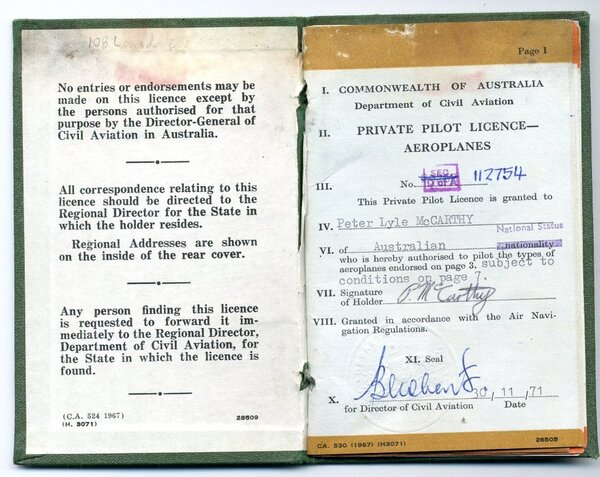 108
No entries or endorsements may be
made on this licence except by
the persons authorised for that
purpose by the Director-General of
Civil Aviation in Australia.
All correspondence relating to this
licence should be directed to the
Regional Director for the State in
which the holder resides.
Regional Addresses are shown
on the inside of the rear cover.
Any person finding this licence
is requested to forward it im-
mediately to the Regional Director,
Department of Civil Aviation, for
the State in which the licence is
found.
(C.A. 524 1967)
(H. 3071)
28509
Page 1
I. COMMONWEALTH OF AUSTRALIA
Department of Civil Aviation
II. PRIVATE PILOT LICENCE—
AEROPLANES
III. No. 112754
This Private Pilot Licence is granted to
IV. Peter Lyle McCARTHY
National Status
VI. of Australian nationality
who is hereby authorised to pilot the types of
aeroplanes endorsed on page 3. subject to
conditions on page 7.
VII. Signature
of Holder P. McCarthy
VIII. Granted in accordance with the Air Navi-
gation Regulations.
XI. Seal
X. 30. 11. 71
for Director of Civil Aviation Date
CA. 530 (1967) (H3071)
28508